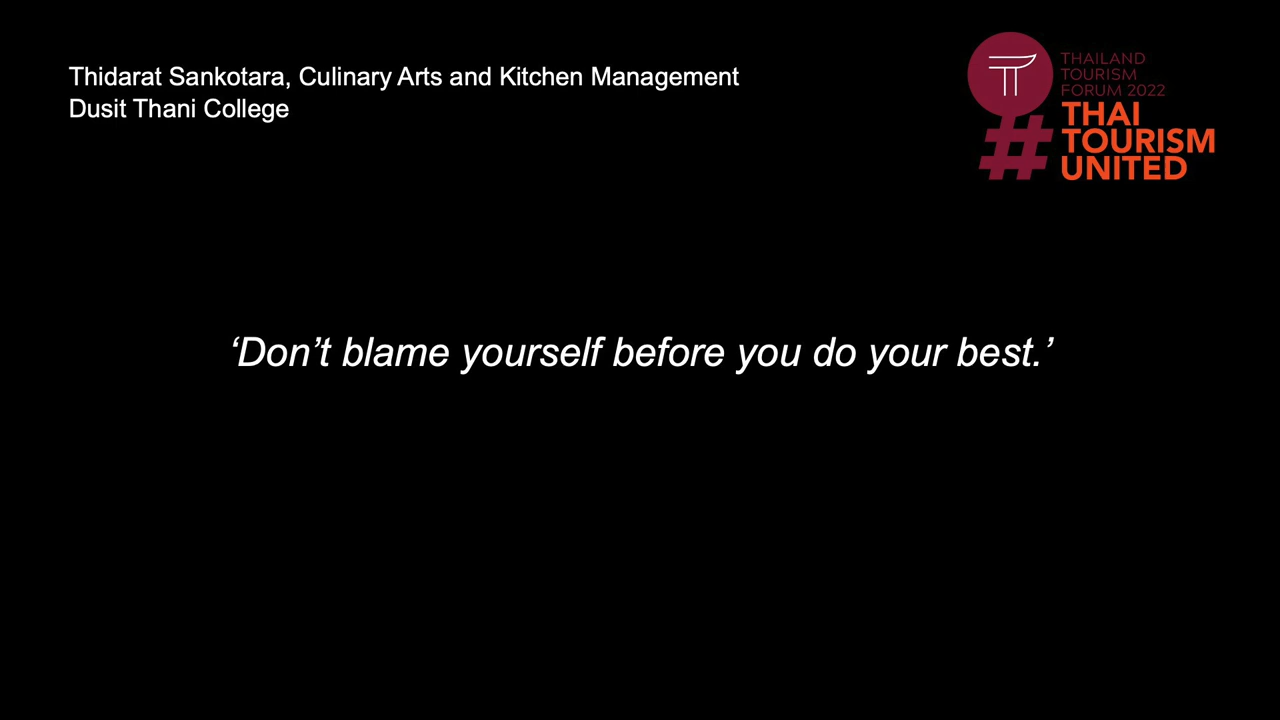 Thidarat Sankotara, Culinary Arts and Kitchen Management
Dusit Thani College
THAILAND
TOURISM
FORUM 2022
#THAI
TOURISM
UNITED
‘Don’t blame yourself before you do your best.’